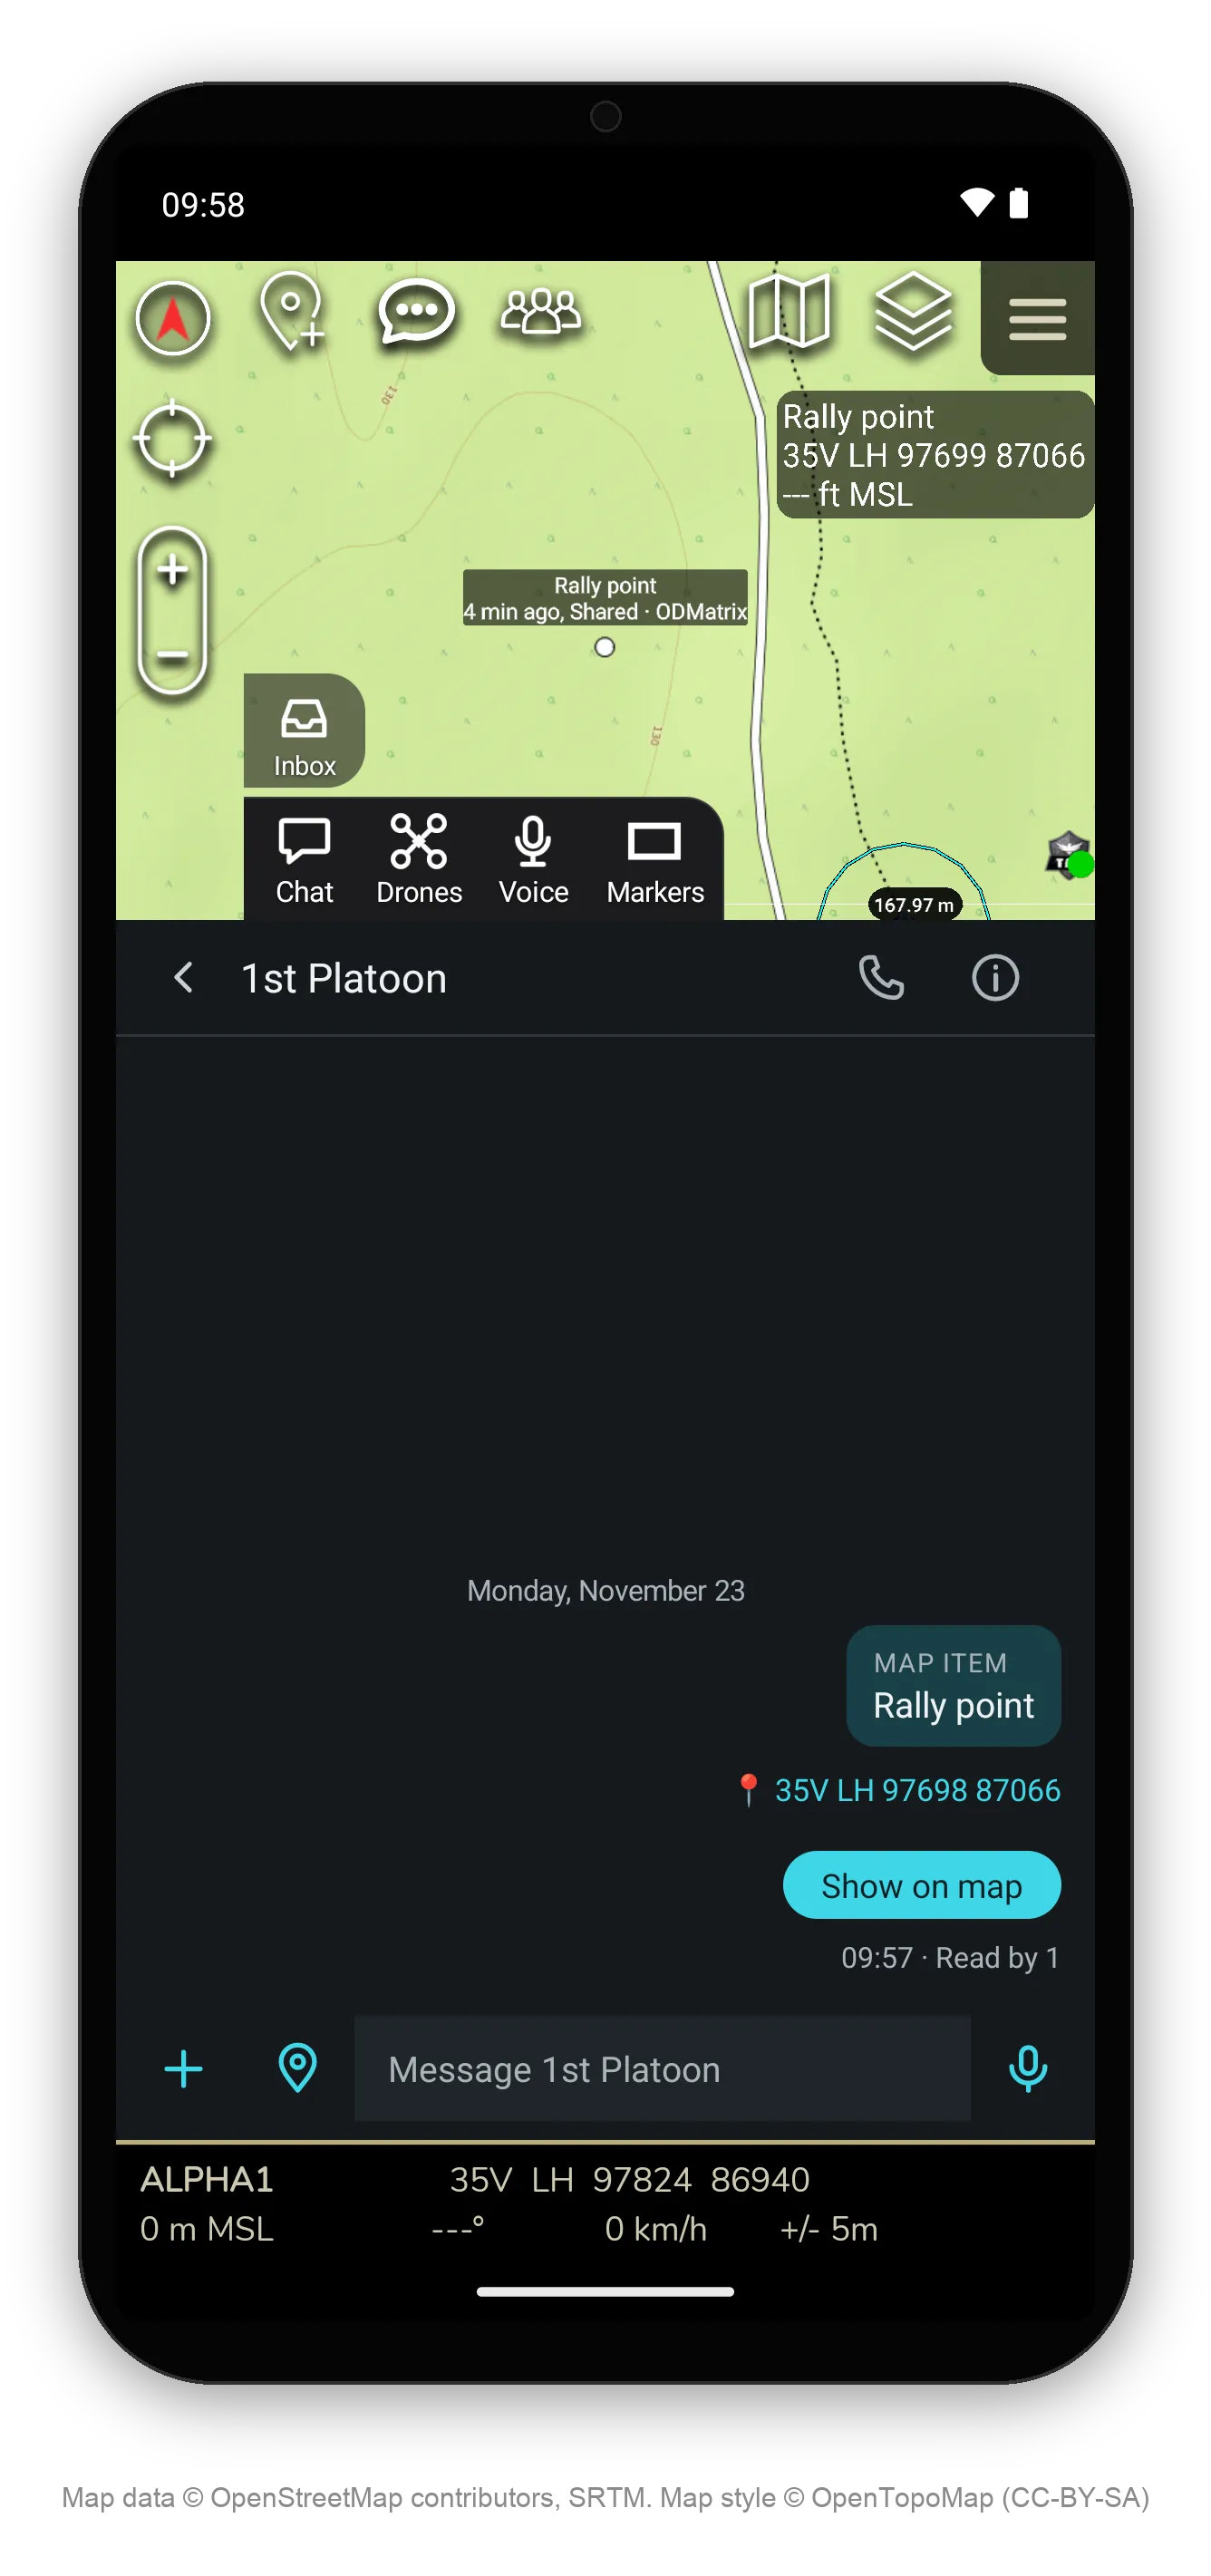 09:58
Rally point
35V LH 97699 87066
--- ft MSL
130
Rally point
4 min ago, Shared · ODMatrix
130
Inbox
Chat
Drones
Voice
Markers
167.97 m
1st Platoon
Monday, November 23
MAP ITEM
Rally point
35V LH 97698 87066
Show on map
09:57 · Read by 1
Message 1st Platoon
ALPHA1
35V LH 97824 86940
0 m MSL
---°
0 km/h
+/- 5m
Map data © OpenStreetMap contributors, SRTM. Map style © OpenTopoMap (CC-BY-SA)